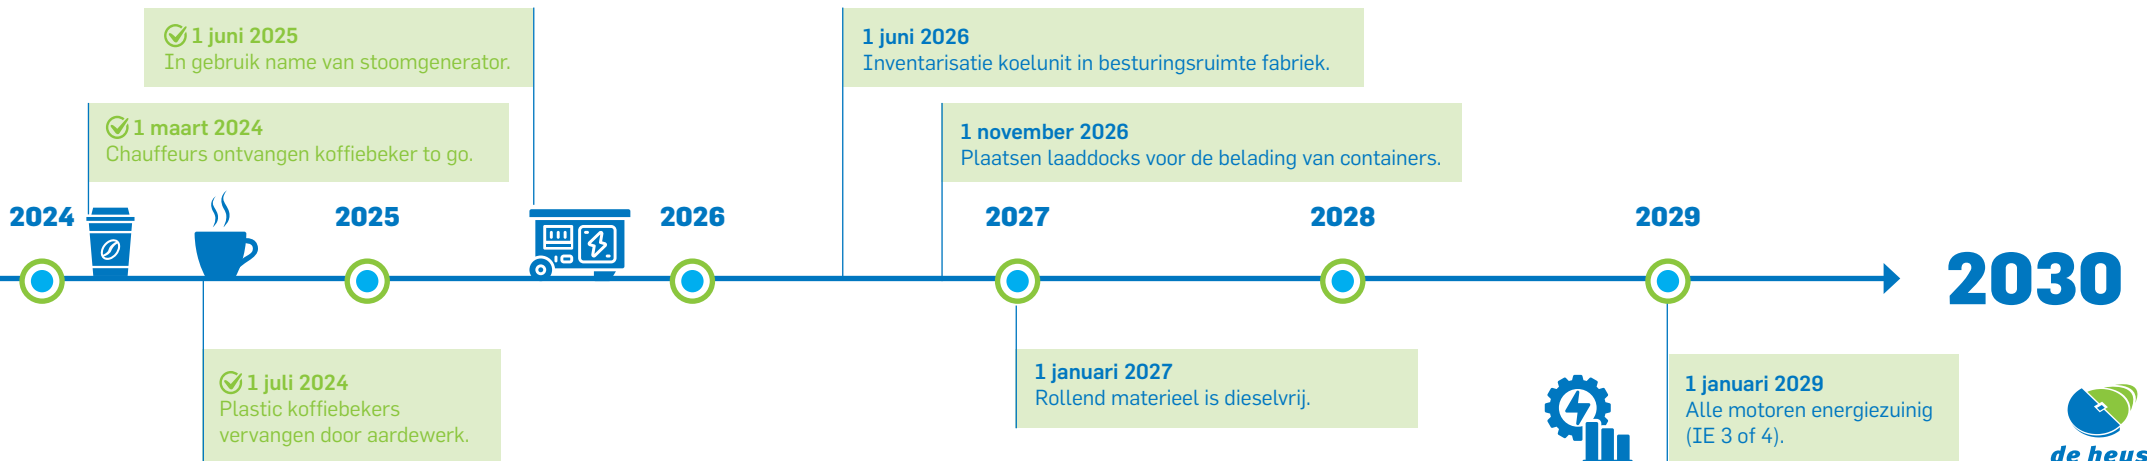 1 juni 2025
In gebruik name van stoomgenerator.
1 juni 2026
Inventarisatie koelunit in besturingsruimte fabriek.
1 maart 2024
Chauffeurs ontvangen koffiebeker to go.
1 november 2026
Plaatsen laaddocks voor de belading van containers.
2024
2025
2026
2027
2028
2029
2030
1 juli 2024
Plastic koffiebekers
vervangen door aardewerk.
1 januari 2027
Rollend materieel is dieselvrij.
1 januari 2029
Alle motoren energiezuinig
(IE 3 of 4).
de heus